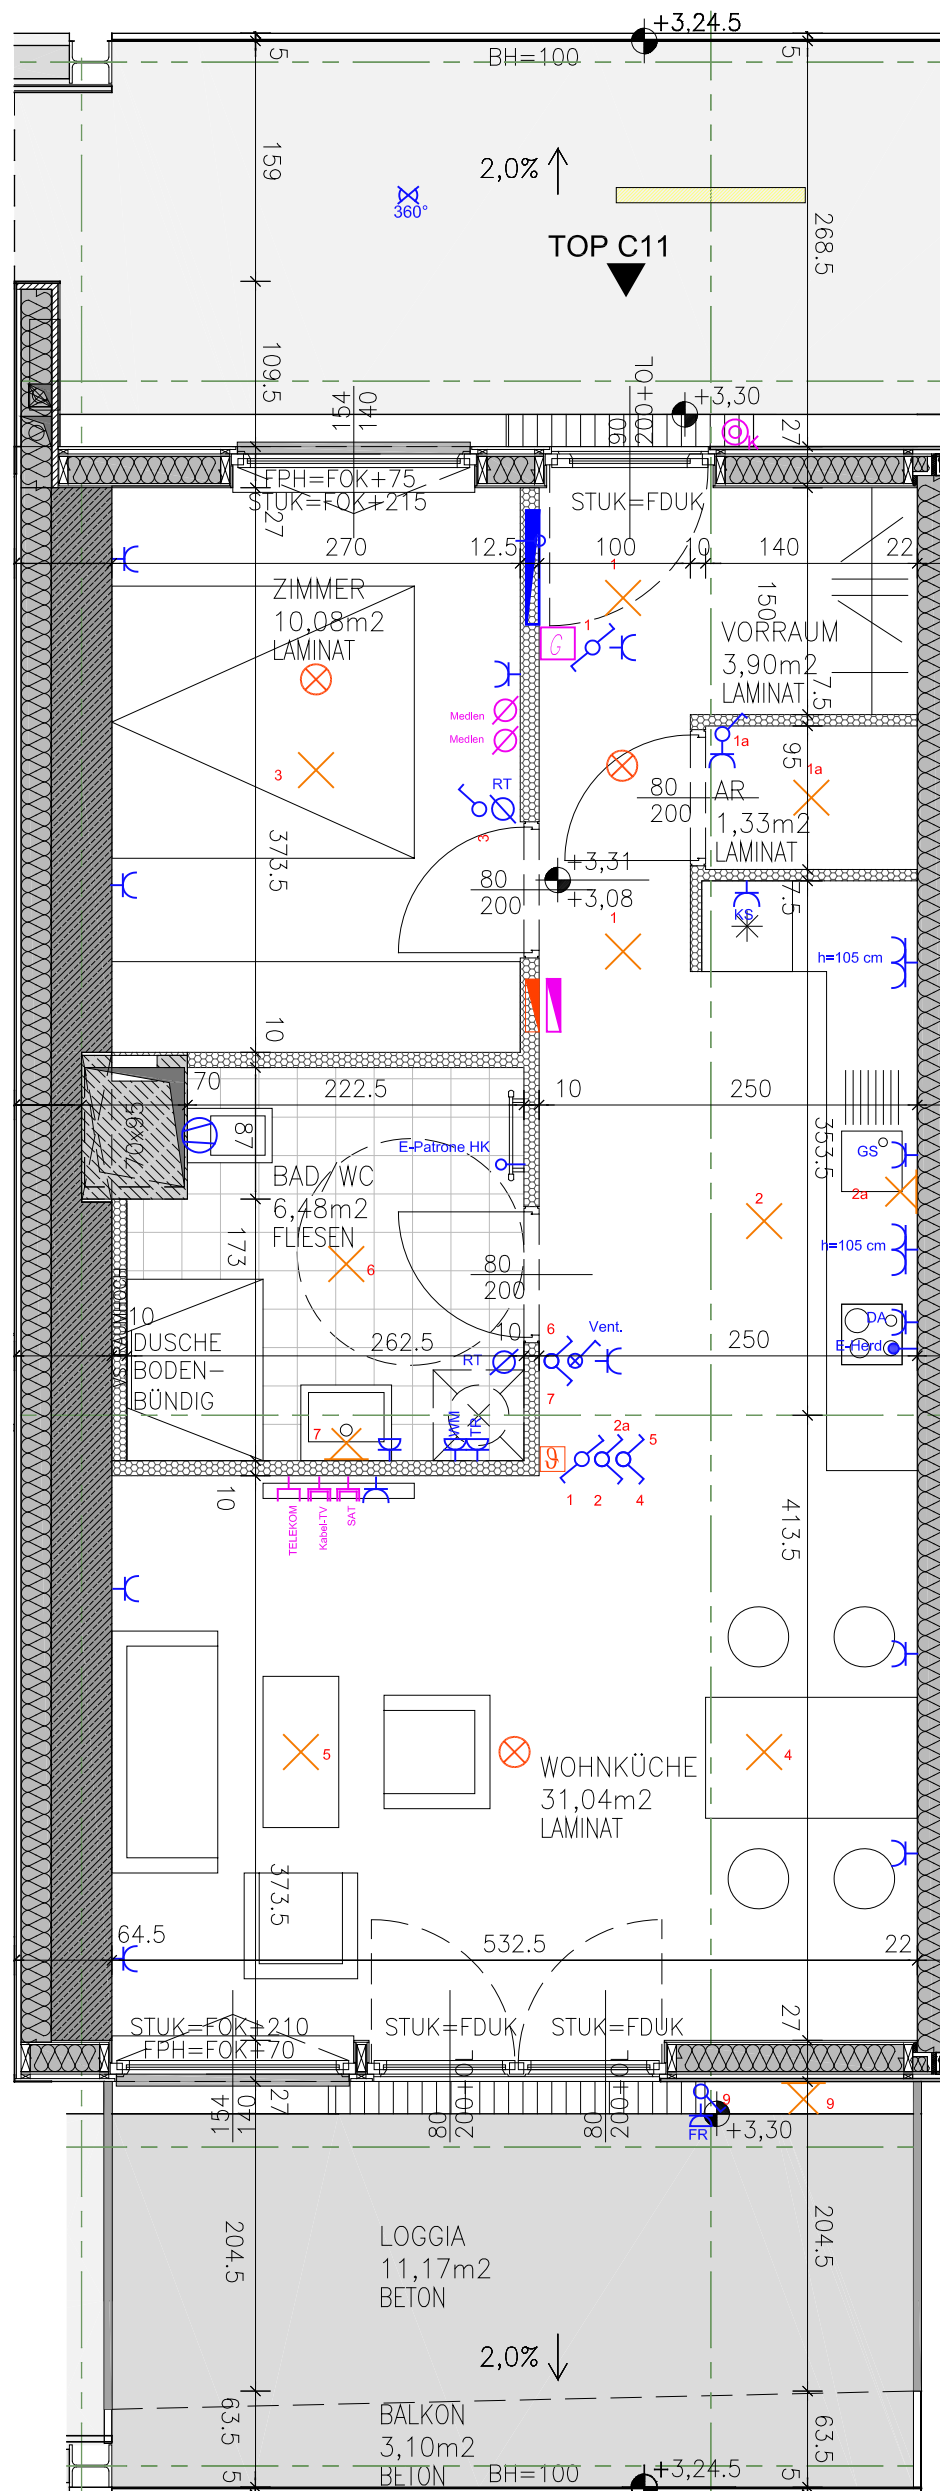 +3,24.5
5
BH=100
5
159
2,0%
360°
268.5
TOP C11
109.5
154
140
90
200+OL
+3,30
K
27
FPH=FOK+75
STUK=FOK+215
STUK=FDUK
27
270
12.5
100
10
140
22
1
ZIMMER
10,08m2
LAMINAT
150
1
G
VORRAUM
3,90m2
LAMINAT
7.5
Medien
Medien
1a
95
3
1a
RT
80
200
AR
1,33m2
LAMINAT
3
373.5
+3,31
+3,08
80
200
7.5
KS
1
h=105 cm
10
70
222.5
10
250
70x95
87
E-Patrone HK
353.5
GS
BAD/WC
6,48m2
FLIESEN
2a
2
173
h=105 cm
6
80
200
10
DUSCHE
BODEN-
BÜNDIG
262.5
10
6
Vent.
DA
250
E-Herd
RT
7
7
WM
TR
2a
5
ϑ
1
2
4
10
TELEKOM
Kabel-TV
SAT
413.5
5
4
WOHNKÜCHE
31,04m2
LAMINAT
373.5
64.5
532.5
22
STUK=FOK+210
FPH=FOK+70
STUK=FDUK
STUK=FDUK
27
154
140
27
80
200+OL
80
200+OL
9
9
FR
+3,30
LOGGIA
11,17m2
BETON
204.5
204.5
2,0%
BALKON
3,10m2
BETON
63.5
63.5
5
BH=100
+3,24.5
5